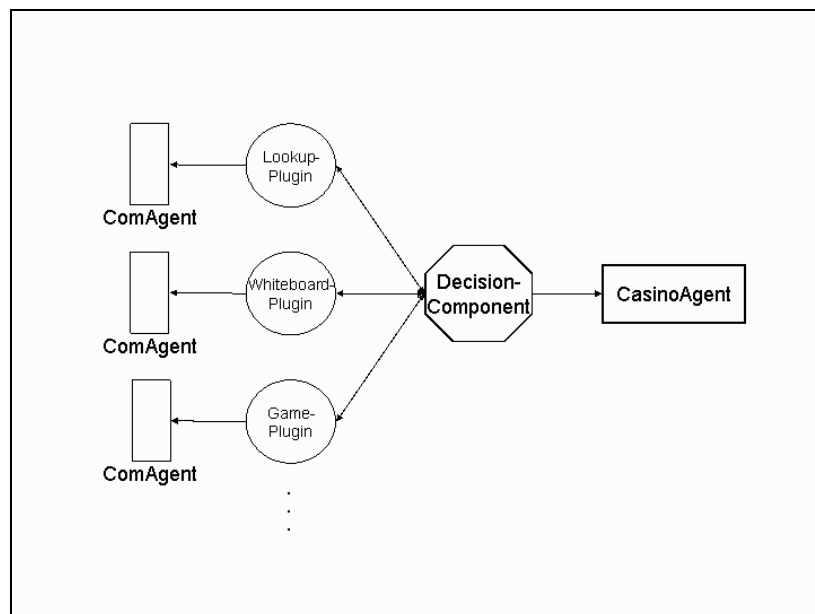 Lookup-
Plugin
ComAgent
Whiteboard-
Plugin
ComAgent
Decision-
Component
CasinoAgent
Game-
Plugin
ComAgent
.
.
.